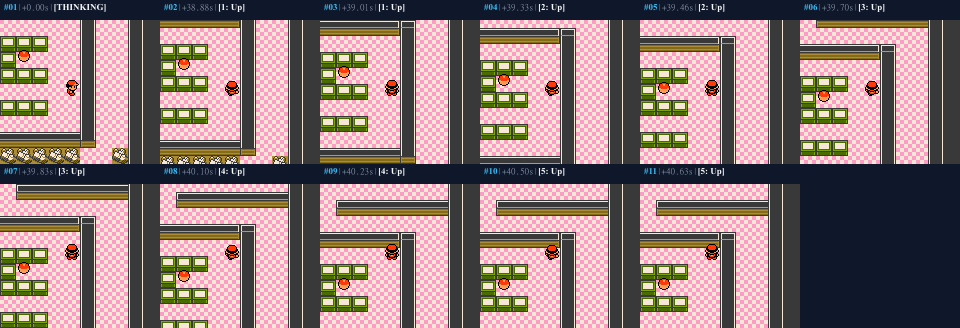 #01|+0.00s|[THINKING]
#02|+38.88s|[1: Up]
#03|+39.01s|[1: Up]
#04|+39.33s|[2: Up]
#05|+39.46s|[2: Up]
#06|+39.70s|[3: Up]
#07|+39.83s|[3: Up]
#08|+40.10s|[4: Up]
#09|+40.23s|[4: Up]
#10|+40.50s|[5: Up]
#11|+40.63s|[5: Up]